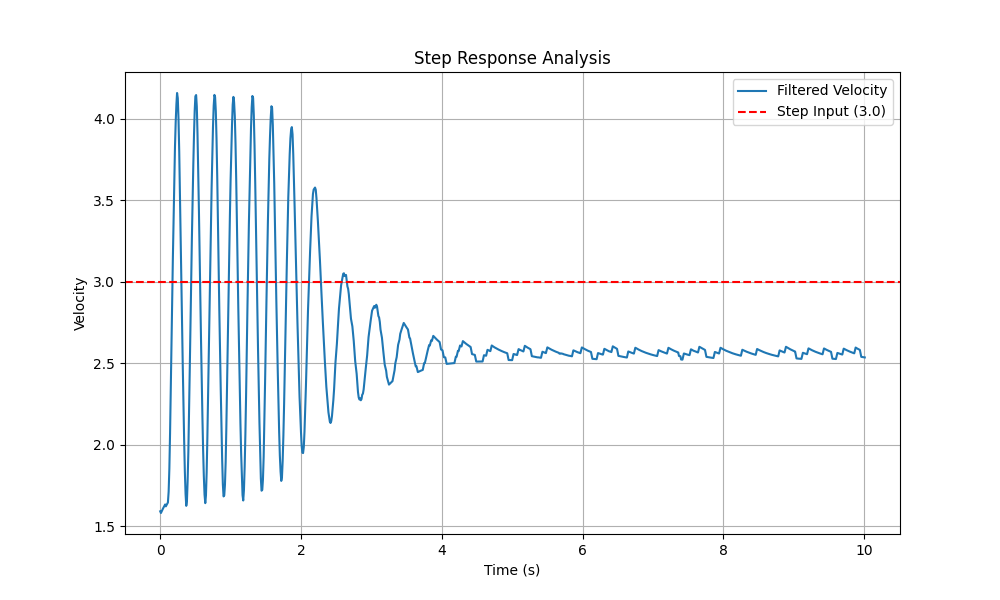 Step Response Analysis
Filtered Velocity
Step Input (3.0)
Velocity
4.0
3.5
3.0
2.5
2.0
1.5
0
2
4
6
8
10
Time (s)